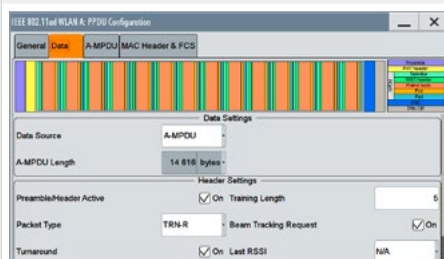 IEEE 802.11ad WLAN A: PPDU Configuration
General Data A-MPDU MAC Header & FCS
Preamble
Data Settings
Data Source A-MPDU
A-MPDU Length 14 616 bytes
Header Settings
Preamble/Header Active On Training Length 5
Packet Type TRN-R Beam Tracking Request On
Turnaround On Last RSSI N/A